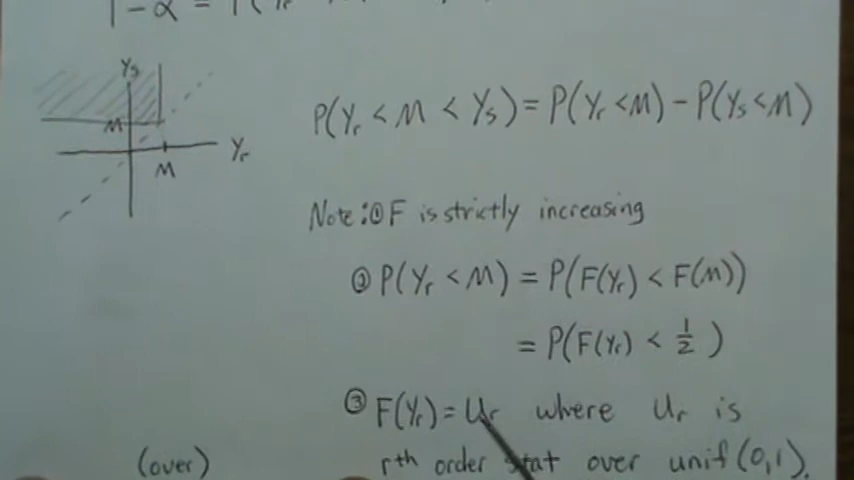 1-α =
Ys
M
Yr
M
P(Yr < M < Ys) = P(Yr < M) - P(Ys < M)
Note: ① F is strictly increasing
② P(Yr < M) = P(F(Yr) < F(M))
= P(F(Yr) < 1/2)
③ F(Yr) = Ur where Ur is
rth order stat over unif (0,1).
(over)